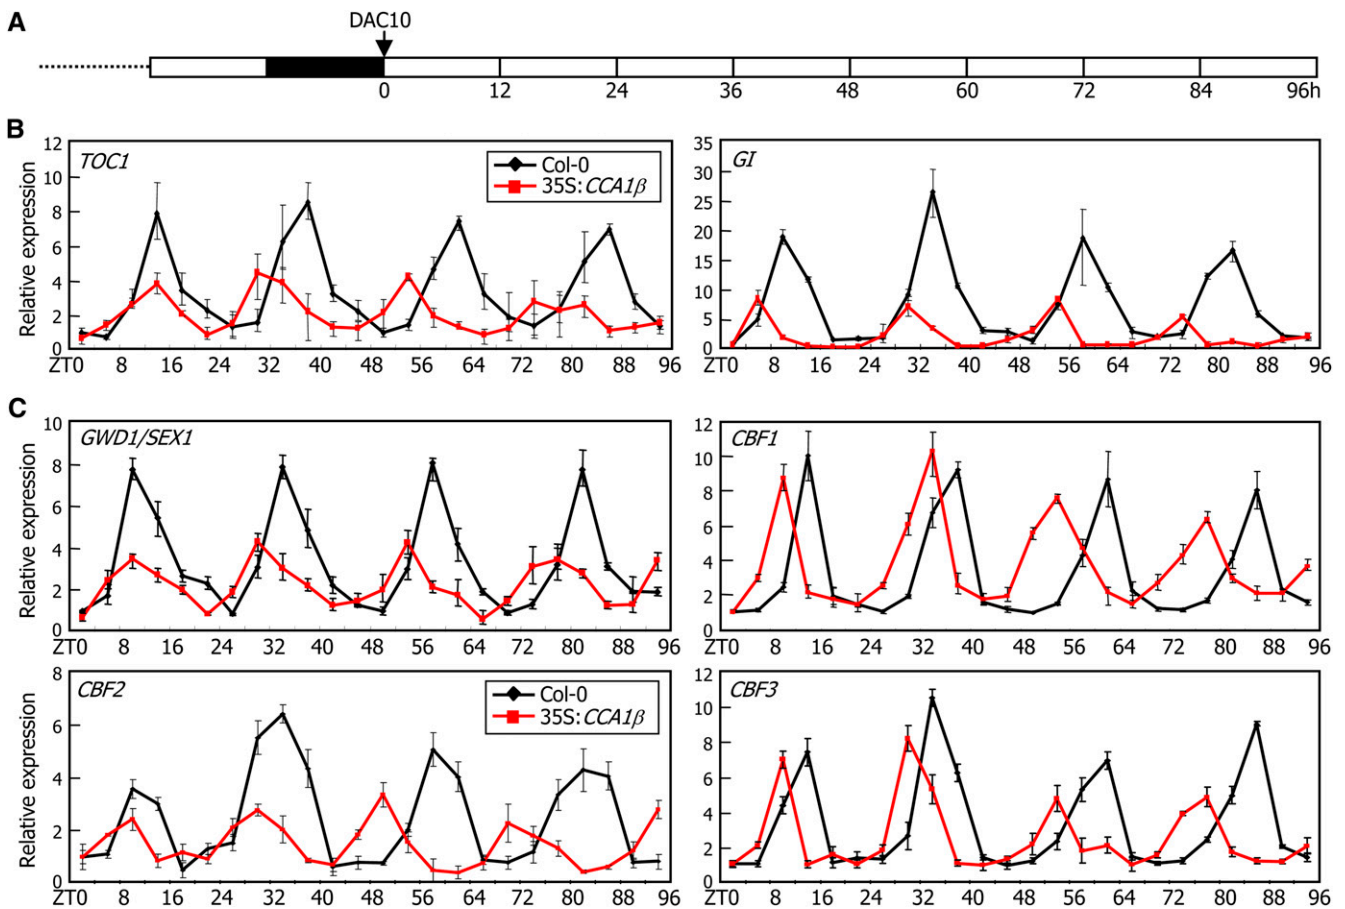 A
DAC10
0 12 24 36 48 60 72 84 96h
B
Relative expression
12
10
8
6
4
2
0
TOC1
Col-0
35S:CCA1β
ZT0 8 16 24 32 40 48 56 64 72 80 88 96
35
30
25
20
15
10
5
0
GI
ZT0 8 16 24 32 40 48 56 64 72 80 88 96
C
Relative expression
10
8
6
4
2
0
GWD1/SEX1
ZT0 8 16 24 32 40 48 56 64 72 80 88 96
12
10
8
6
4
2
0
CBF1
ZT0 8 16 24 32 40 48 56 64 72 80 88 96
Relative expression
8
6
4
2
0
CBF2
Col-0
35S:CCA1β
ZT0 8 16 24 32 40 48 56 64 72 80 88 96
12
10
8
6
4
2
0
CBF3
ZT0 8 16 24 32 40 48 56 64 72 80 88 96